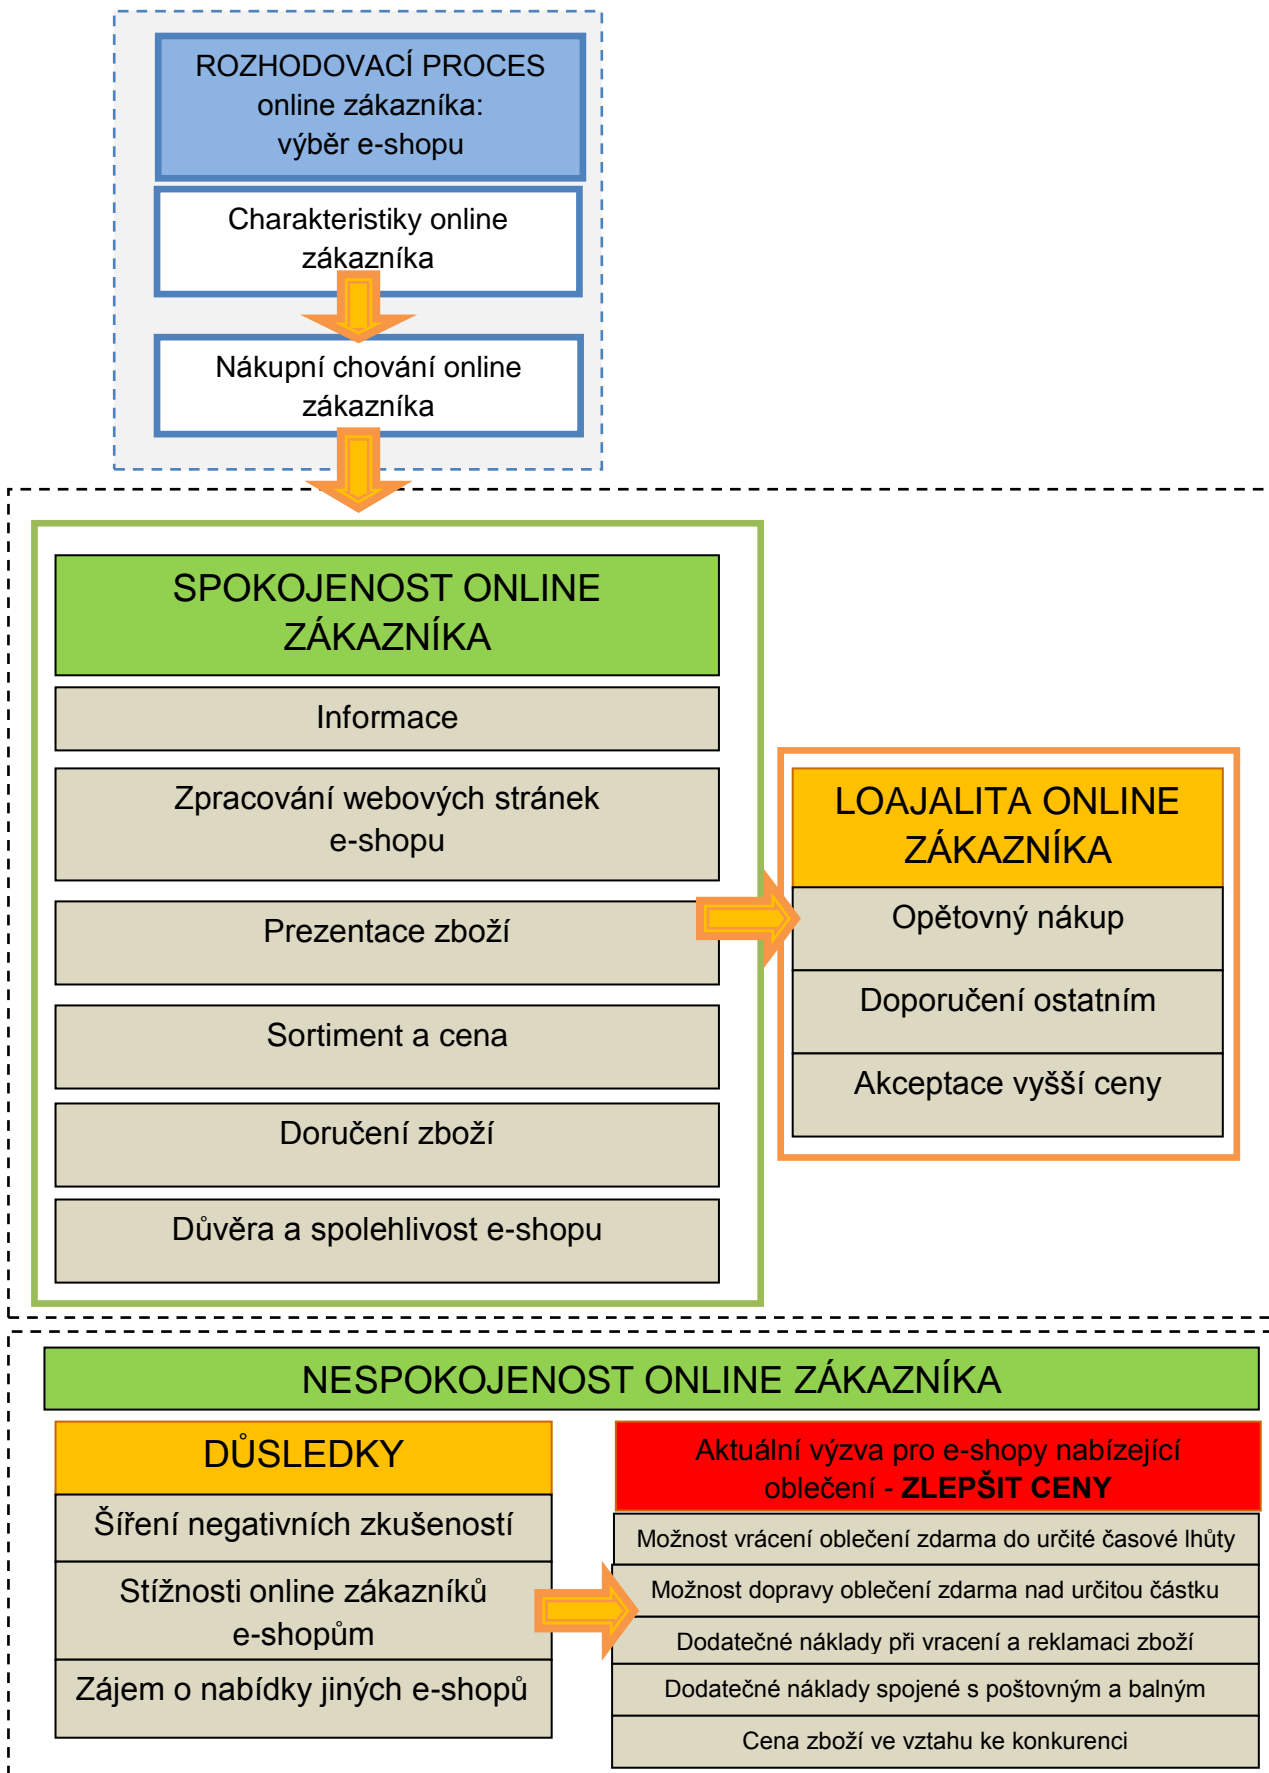 ROZHODOVACÍ PROCES
online zákazníka:
výběr e-shopu
Charakteristiky online
zákazníka
Nákupní chování online
zákazníka
SPOKOJENOST ONLINE
ZÁKAZNÍKA
Informace
Zpracování webových stránek
e-shopu
Prezentace zboží
Sortiment a cena
Doručení zboží
Důvěra a spolehlivost e-shopu
LOAJALITA ONLINE
ZÁKAZNÍKA
Opětovný nákup
Doporučení ostatním
Akceptace vyšší ceny
NESPOKOJENOST ONLINE ZÁKAZNÍKA
DŮSLEDKY
Šíření negativních zkušeností
Stížnosti online zákazníků
e-shopům
Zájem o nabídky jiných e-shopů
Aktuální výzva pro e-shopy nabízející
oblečení - ZLEPŠIT CENY
Možnost vrácení oblečení zdarma do určité časové lhůty
Možnost dopravy oblečení zdarma nad určitou částku
Dodatečné náklady při vracení a reklamaci zboží
Dodatečné náklady spojené s poštovným a balným
Cena zboží ve vztahu ke konkurenci